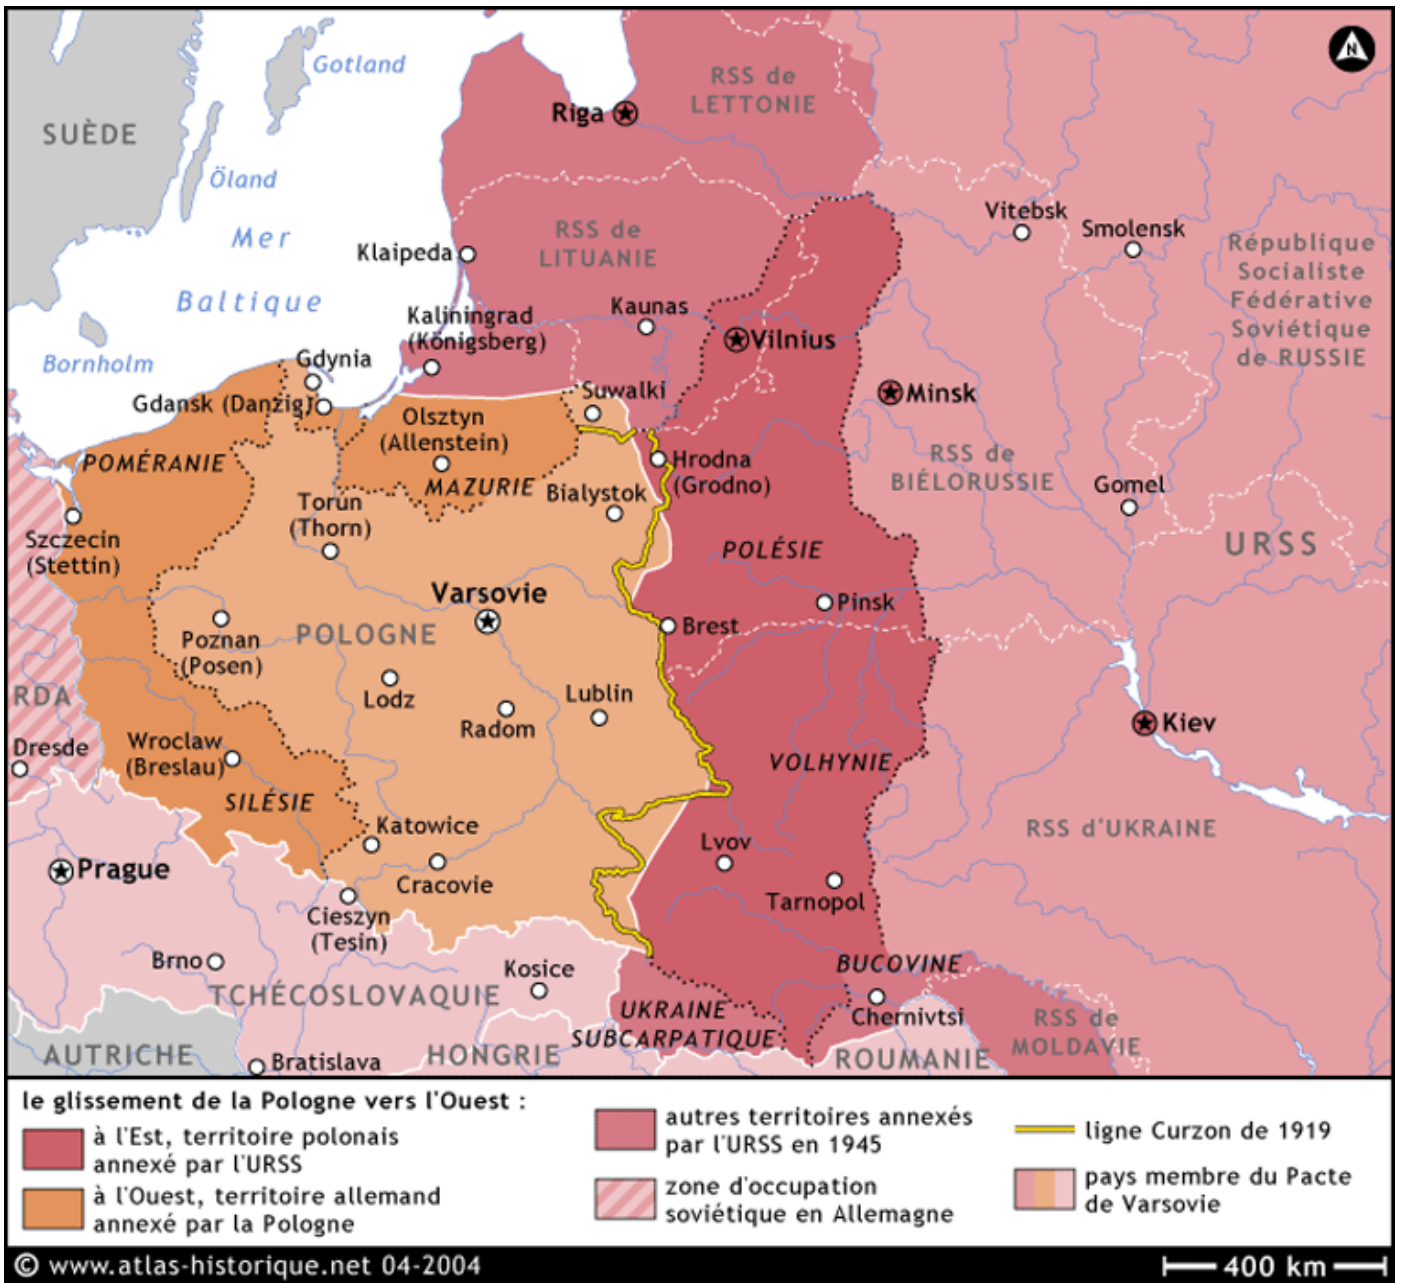 N
Gotland
SUÈDE
RSS de
LETTONIE
Riga
Öland
Mer
Baltique
Vitebsk
Smolensk
RSS de
LITUANIE
Klaipeda
République
Socialiste
Fédérative
Soviétique
de RUSSIE
Kaliningrad
(Königsberg)
Kaunas
Vilnius
Bornholm
Gdynia
Gdansk (Danzig)
Suwalki
Minsk
Olsztyn
(Allenstein)
POMÉRANIE
MAZURIE
Hrodna
(Grodno)
RSS de
BIÉLORUSSIE
Gomel
Torun
(Thorn)
Bialystok
Szczecin
(Stettin)
POLÉSIE
URSS
Varsovie
Pinsk
Brest
Poznan
(Posen)
POLOGNE
RDA
Lodz
Lublin
Radom
Kiev
Dresde
Wroclaw
(Breslau)
VOLHYNIE
SILÉSIE
Katowice
RSS d'UKRAINE
Lvov
Prague
Cracovie
Tarnopol
Cieszyn
(Tesin)
Brno
Kosice
BUCOVINE
TCHÉCOSLOVAQUIE
UKRAINE
SUBCARPATIQUE
Chernivtsi
RSS de
MOLDAVIE
AUTRICHE
Bratislava
HONGRIE
ROUMANIE
le glissement de la Pologne vers l'Ouest :
à l'Est, territoire polonais
annexé par l'URSS
à l'Ouest, territoire allemand
annexé par la Pologne
autres territoires annexés
par l'URSS en 1945
zone d'occupation
soviétique en Allemagne
ligne Curzon de 1919
pays membre du Pacte
de Varsovie
© www.atlas-historique.net 04-2004
400 km